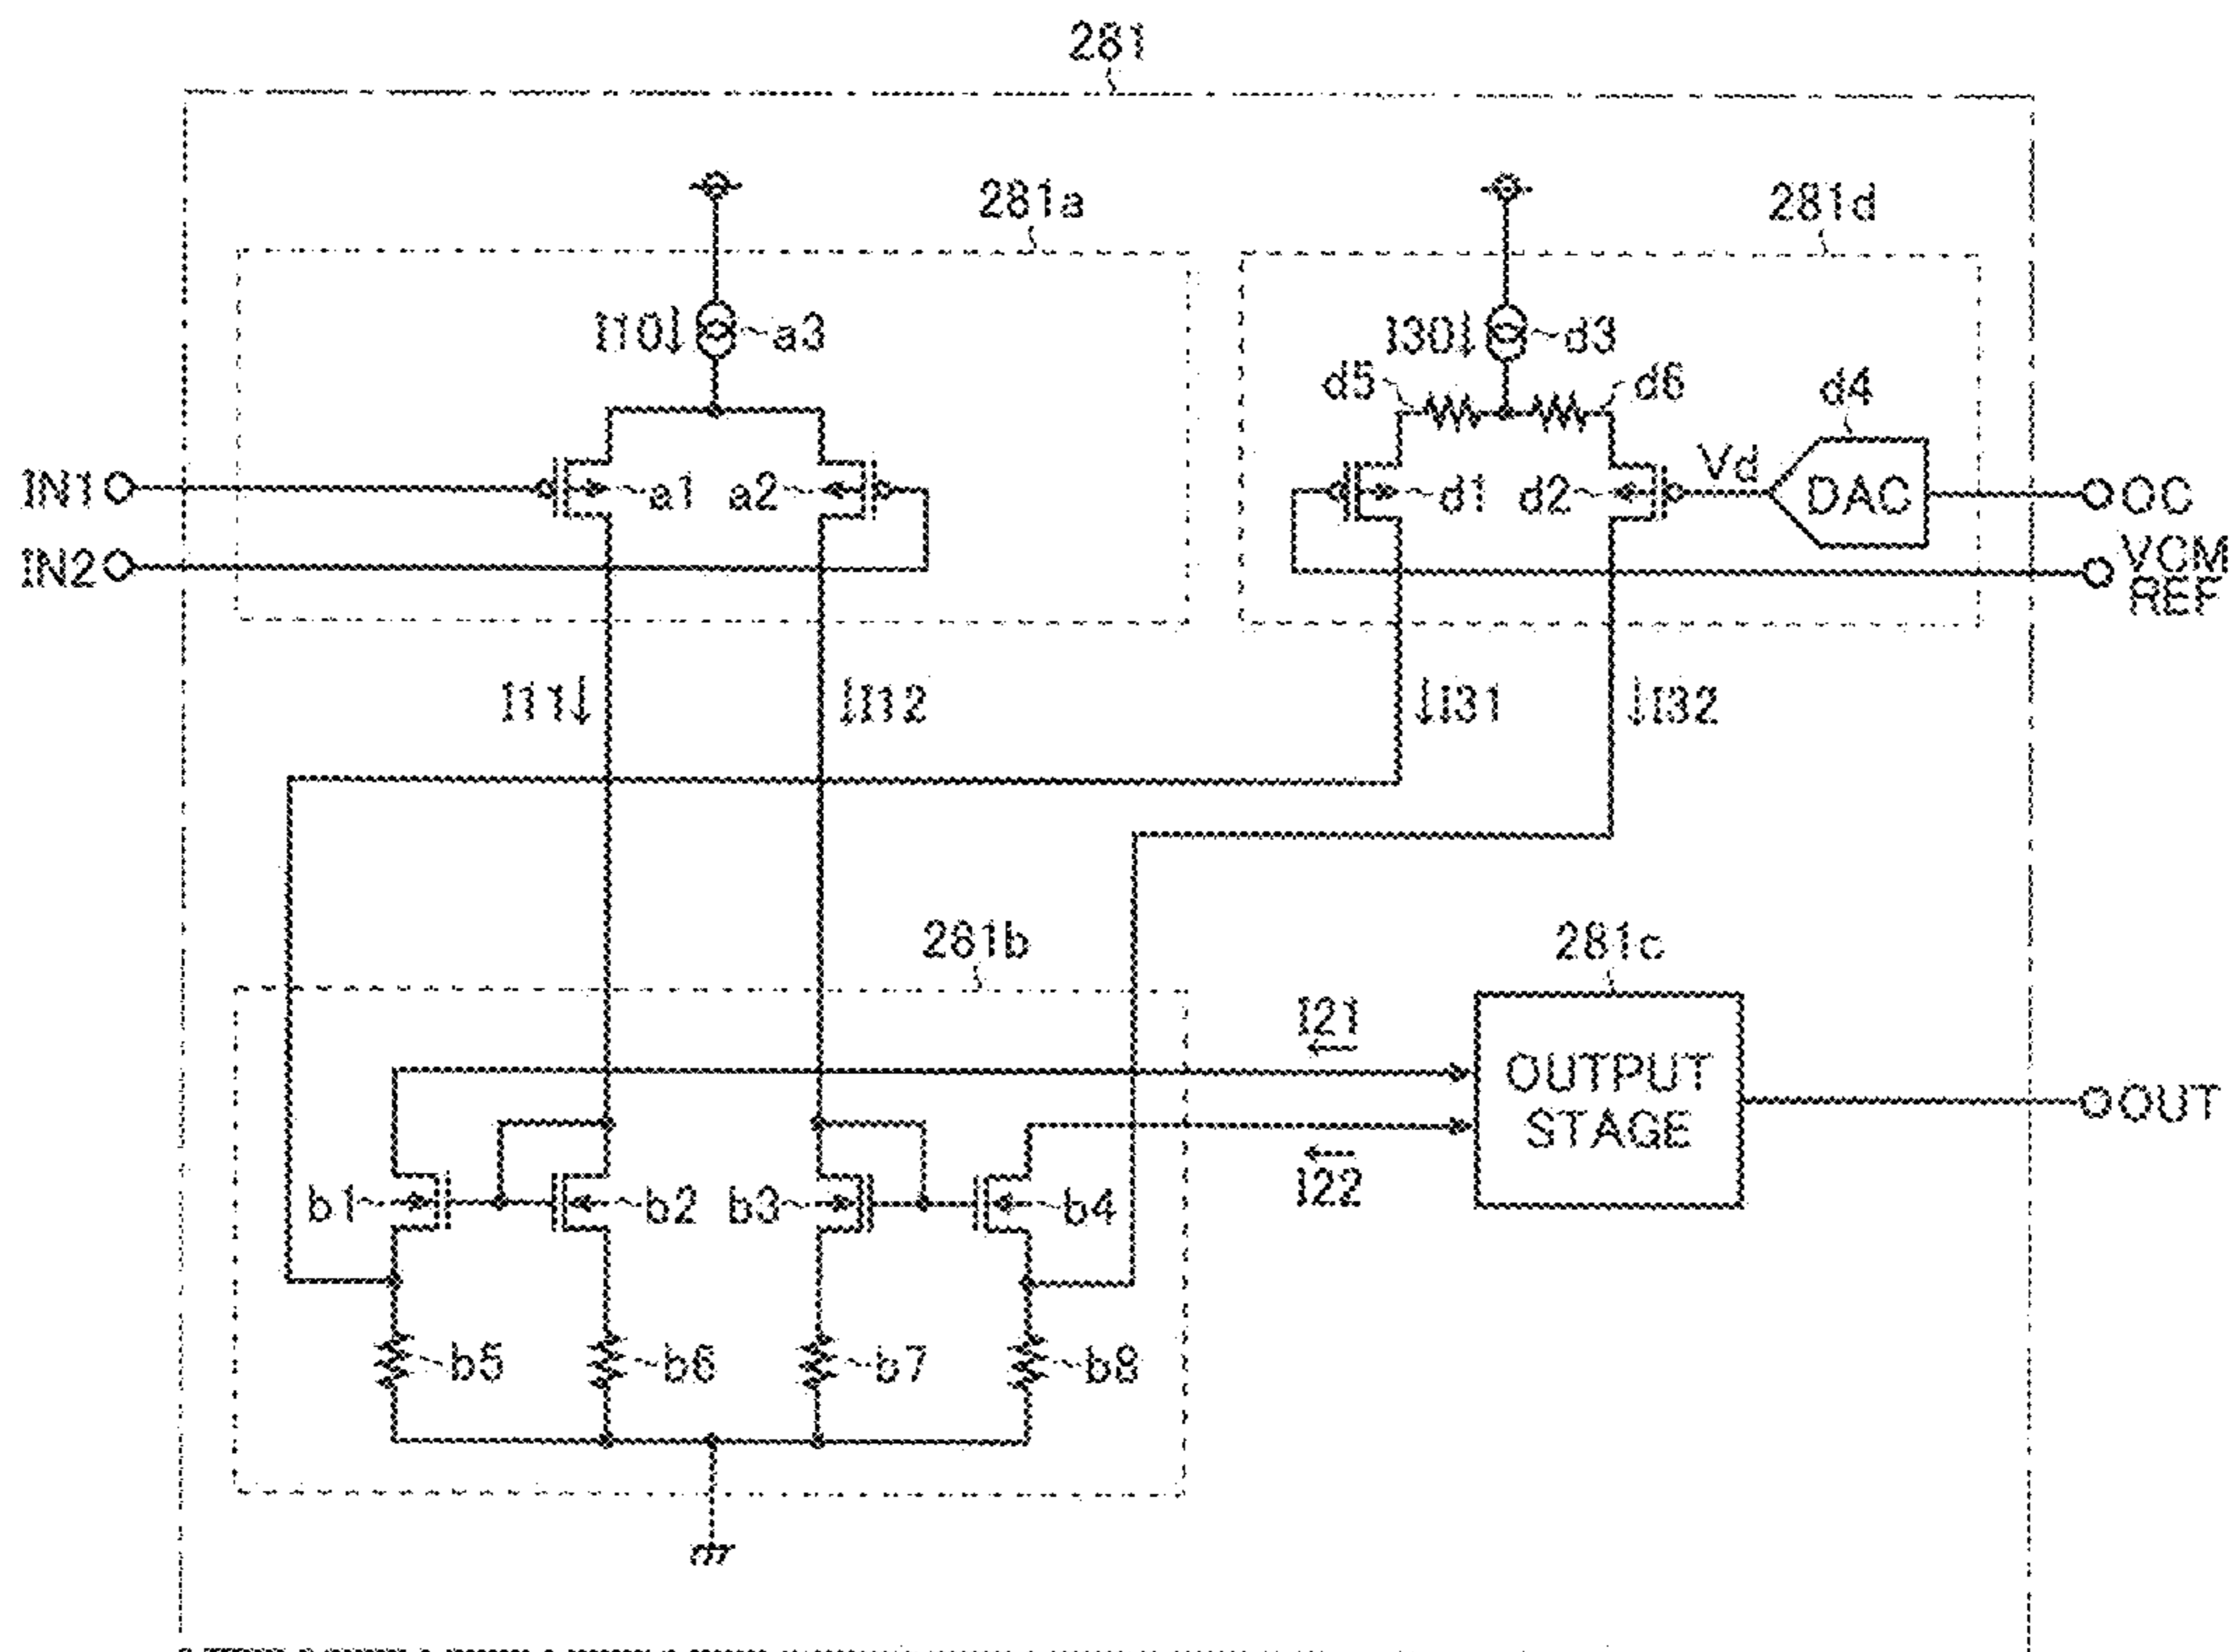 281
281a
281d
I10 a3
I30 d3
d5 d6
d4
IN1 a1 a2 d1 d2 Vd DAC OC
IN2 VCM
REF
I11 I12 I31 I32
281b
281c
I21
OUTPUT
STAGE
OUT
I22
b1 b2 b3 b4
b5 b6 b7 b8